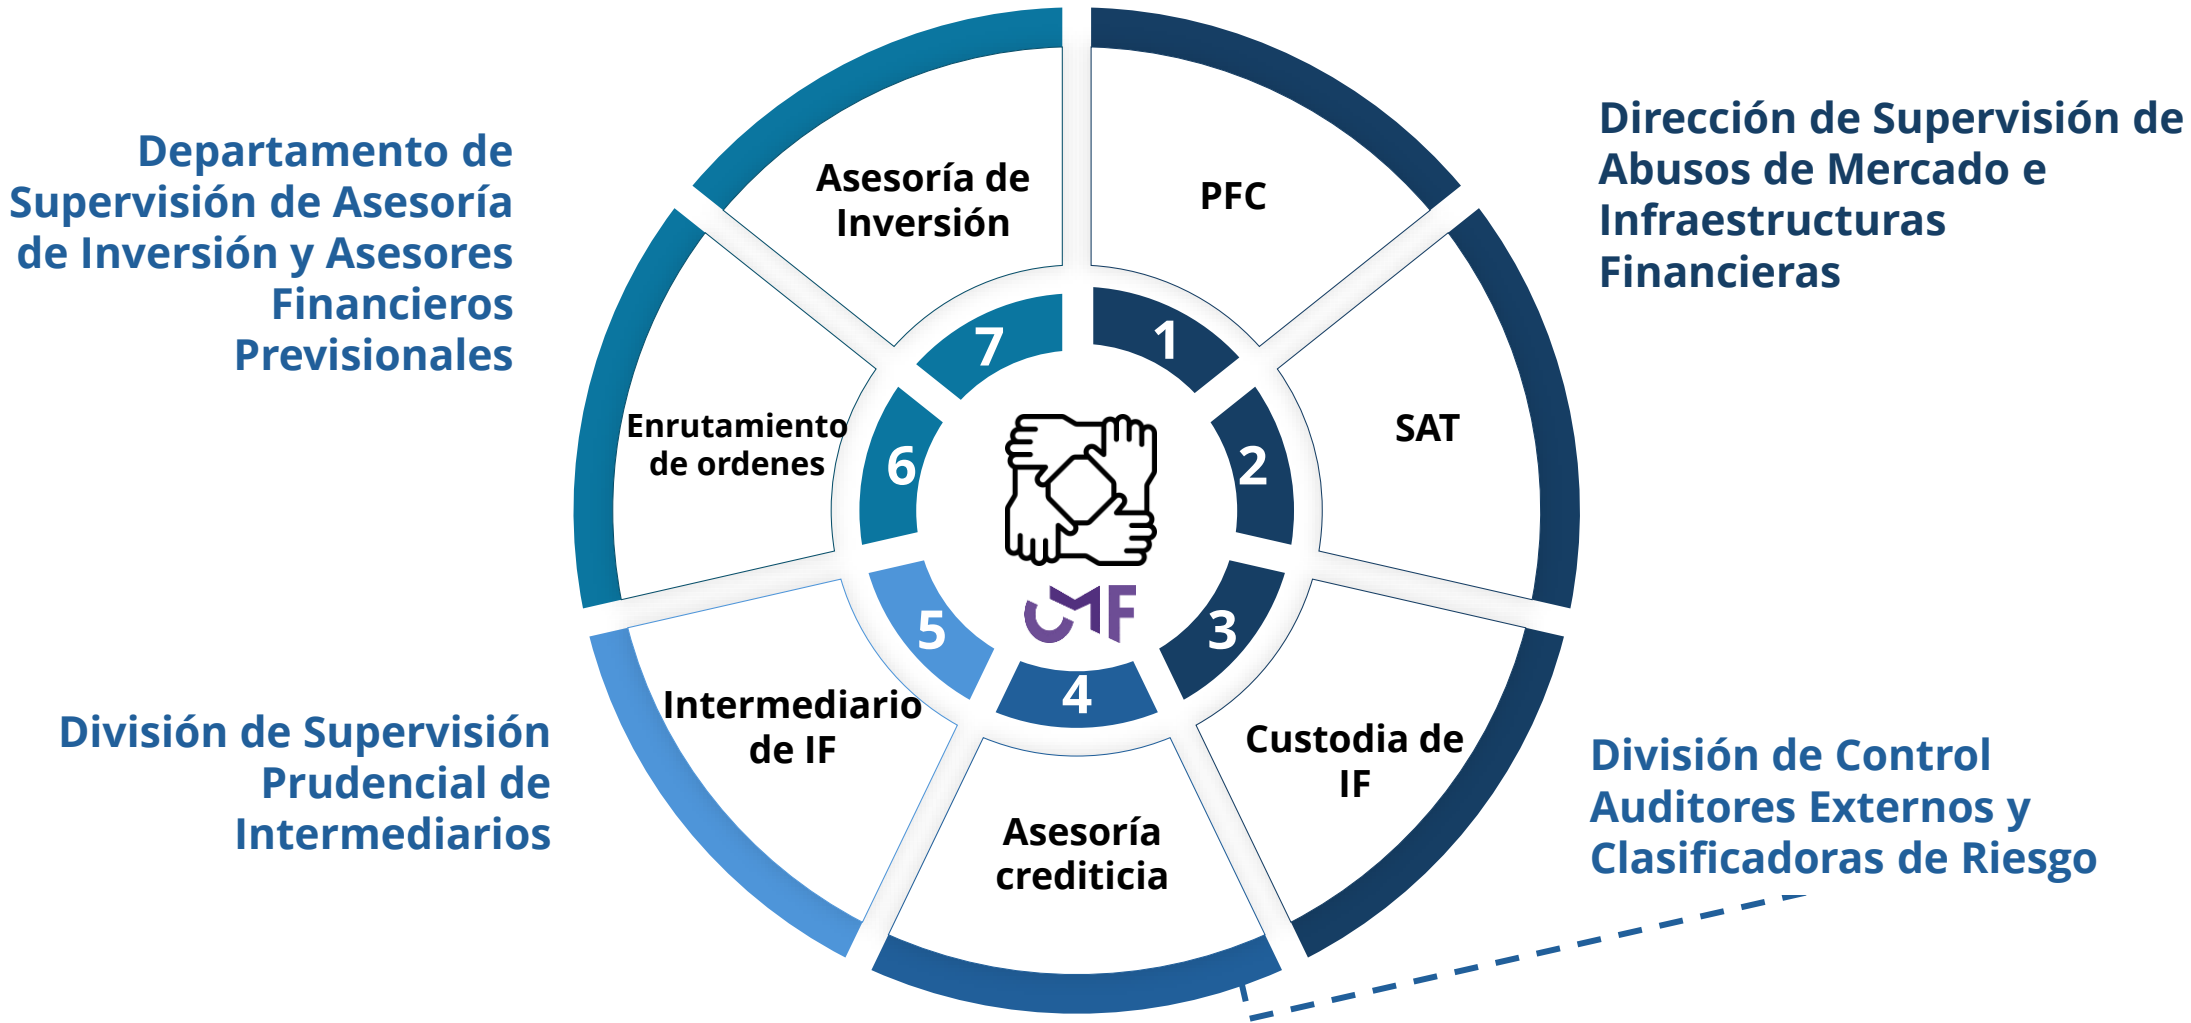 Departamento de
Supervisión de Asesoría
de Inversión y Asesores
Financieros
Previsionales
Dirección de Supervisión de
Abusos de Mercado e
Infraestructuras
Financieras
División de Supervisión
Prudencial de
Intermediarios
División de Control
Auditores Externos y
Clasificadoras de Riesgo
PFC
1
SAT
2
Custodia de
IF
3
Asesoría
crediticia
4
Intermediario
de IF
5
Enrutamiento
de ordenes
6
Asesoría de
Inversión
7
CMF